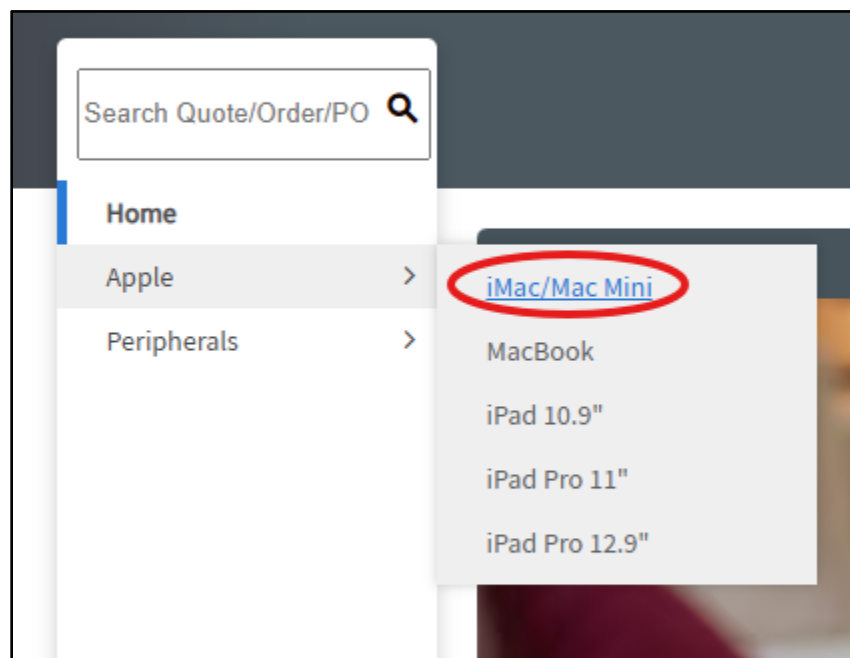 Search Quote/Order/PO
Home
Apple
Peripherals
iMac/Mac Mini
MacBook
iPad 10.9"
iPad Pro 11"
iPad Pro 12.9"